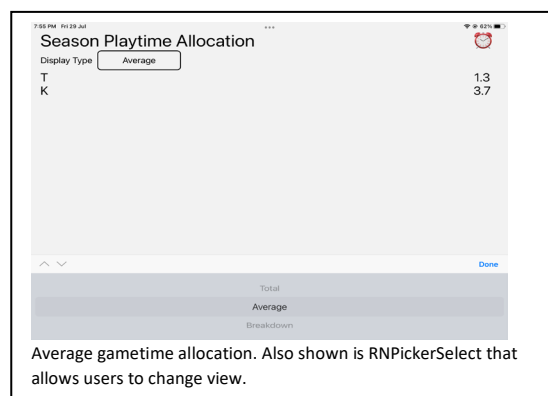 7:55 PM Fri 29 Jul
62%
Season Playtime Allocation
Display Type Average
T 1.3
K 3.7
Done
Total
Average
Breakdown
Average gametime allocation. Also shown is RNPickerSelect that
allows users to change view.